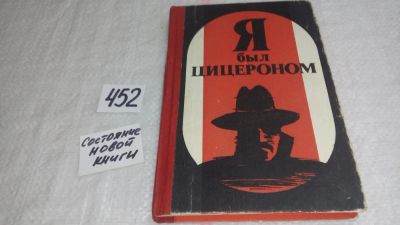 452
Состояние
новой
книги
Я
был
ЦИЦЕРОНОМ